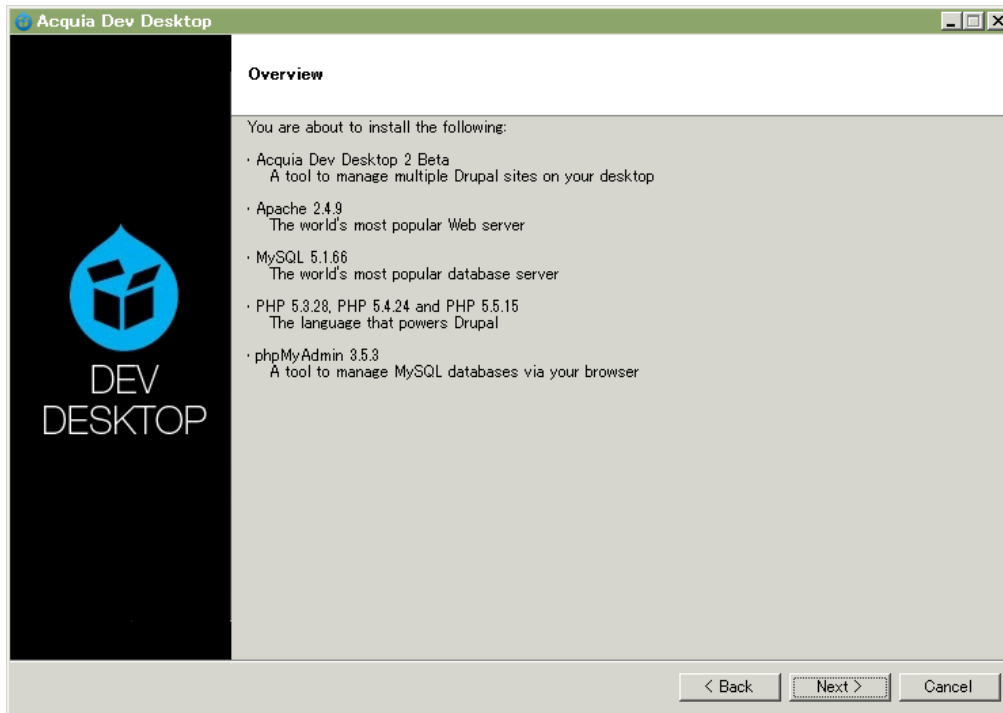 Acquia Dev Desktop
Overview
You are about to install the following:
· Acquia Dev Desktop 2 Beta
A tool to manage multiple Drupal sites on your desktop
· Apache 2.4.9
The world's most popular Web server
· MySQL 5.1.66
The world's most popular database server
· PHP 5.3.28, PHP 5.4.24 and PHP 5.5.15
The language that powers Drupal
· phpMyAdmin 3.5.3
A tool to manage MySQL databases via your browser
DEV
DESKTOP
< Back
Next >
Cancel